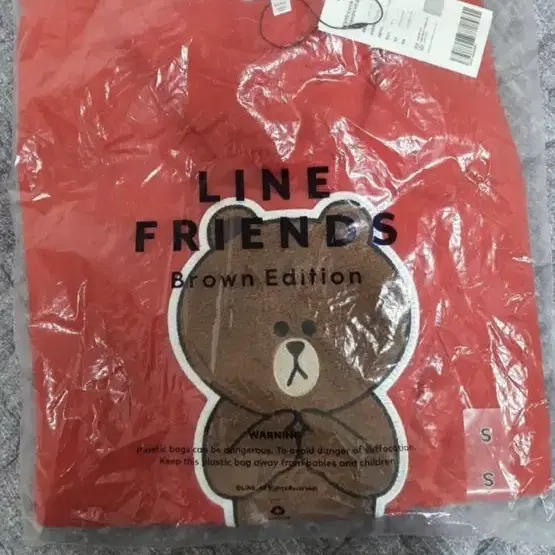 LINE
FRIENDS
Brown Edition
WARNING
Plastic bags can be dangerous. To avoid danger of suffocation,
Keep this plastic bag away from babies and children.
S
S